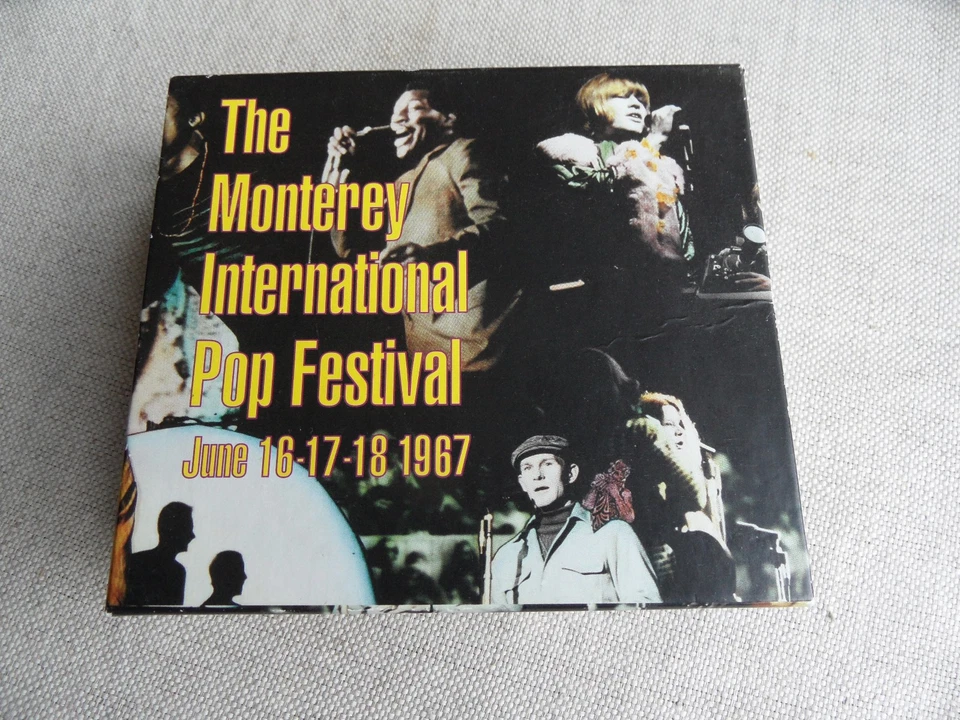 The
Monterey
International
Pop Festival
June 16-17-18 1967